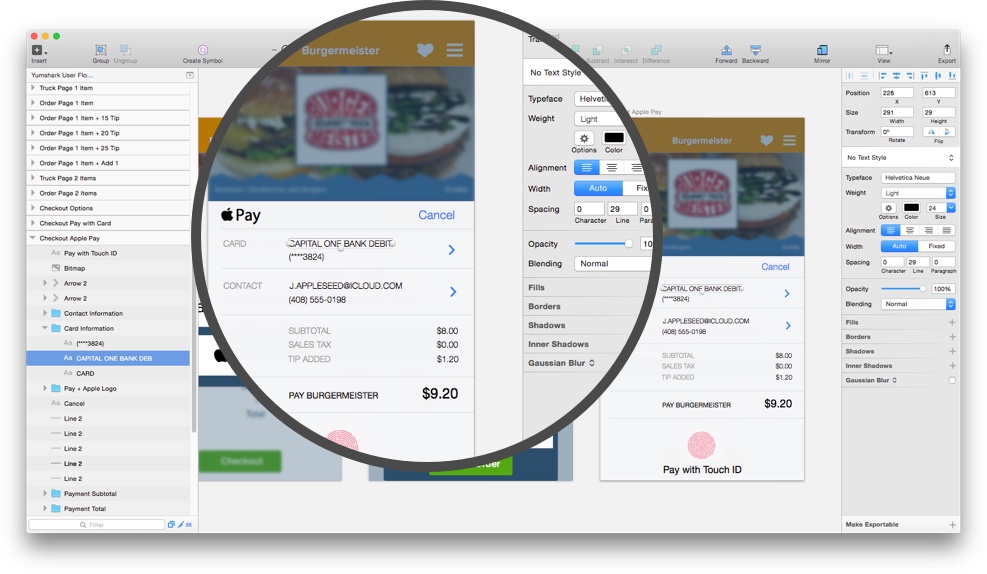 Insert
Group
Ungroup
Create Symbol
Subtract
Intersect
Difference
Forward
Backward
Mirror
View
Export
Yumshark User Flo...
Truck Page 1 Item
Order Page 1 Item
Order Page 1 Item + 15 Tip
Order Page 1 Item + 20 Tip
Order Page 1 item + 25 Tip
Order Page 1 Item + Add 1
Truck Page 2 Items
Order Page 2 Items
Checkout Options
Checkout Pay with Card
Checkout Apple Pay
Aa Pay with Touch ID
Bitmap
Arrow 2
Arrow 2
Contact Information
Card Information
Aa (****3824)
Aa CAPITAL ONE BANK DEB
Aa CARD
Pay + Apple Logo
Aa Cancel
Line 2
Line 2
Line 2
Line 2
Line 2
Payment Subtotal
Payment Total
Filter
38
Burgermeister
BURGER
MEISTER
American • Sandwiches and Burgers
Pay
Cancel
CARD
CAPITAL ONE BANK DEBIT
(****3824)
CONTACT
J.APPLESEED@ICLOUD.COM
(408) 555-0198
SUBTOTAL $8.00
SALES TAX $0.00
TIP ADDED $1.20
PAY BURGERMEISTER $9.20
No Text Style
Typeface
Weight Light
Options Color
Alignment
Width Auto
Spacing 0 29 0
Character Line
Opacity
Blending Normal
Fills
Borders
Shadows
Inner Shadows
Gaussian Blur
Total
Checkout
Apple Pay
Burgermeister
Cancel
CAPITAL ONE BANK DEBIT
(****3824)
J.APPLESEED@ICLOUD.COM
(408) 555-0198
SUBTOTAL $8.00
SALES TAX $0.00
TIP ADDED $1.20
PAY BURGERMEISTER $9.20
Pay with Touch ID
Position 228 613
X Y
Size 291 29
Width Height
Transform 0°
Rotate Flip
No Text Style
Typeface Helvetica Neue
Weight Light
24
Options Color Size
Alignment
Width Auto Fixed
Spacing 0 29 0
Character Line Paragraph
Opacity 100%
Blending Normal
Fills
Borders
Shadows
Inner Shadows
Gaussian Blur
Make Exportable